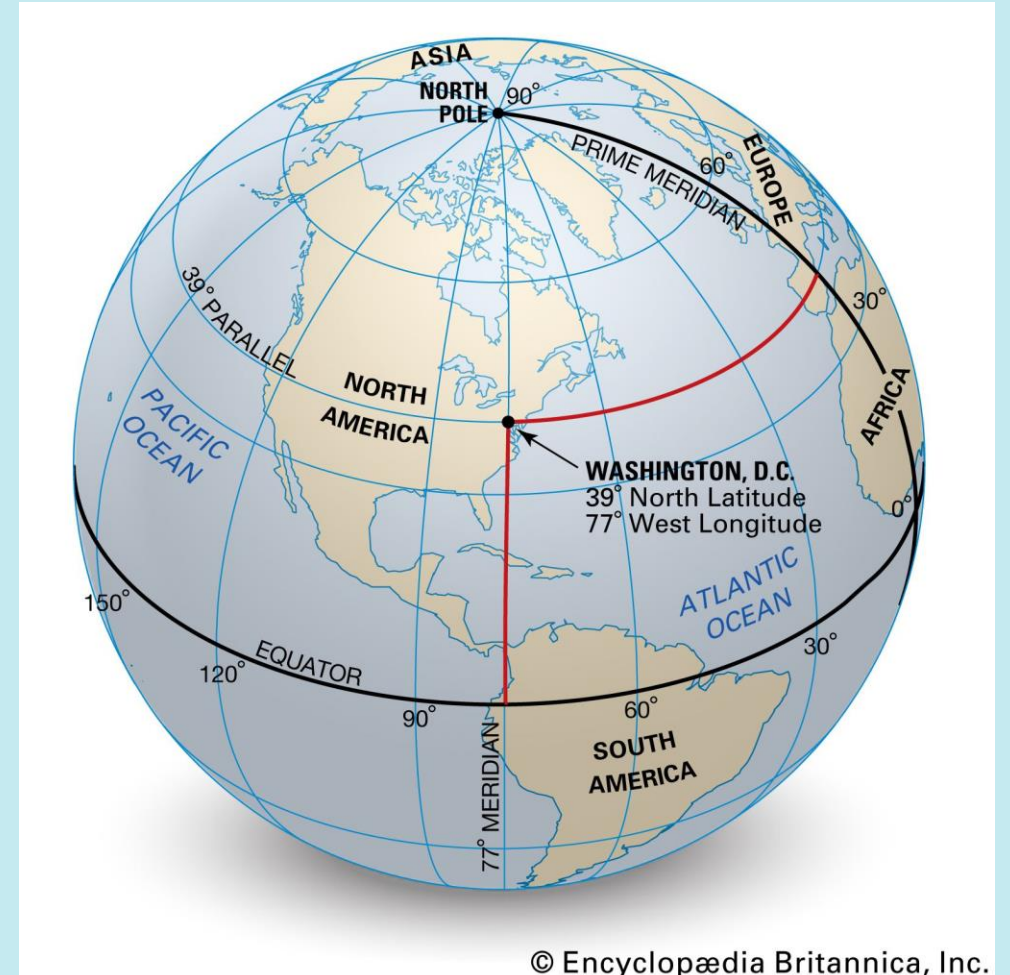 ASIA
NORTH
POLE
90°
PRIME MERIDIAN
60°
EUROPE
30°
39° PARALLEL
NORTH
AMERICA
AFRICA
PACIFIC
OCEAN
WASHINGTON, D.C.
39° North Latitude
77° West Longitude
0°
ATLANTIC
OCEAN
150°
EQUATOR
120°
90°
60°
30°
77° MERIDIAN
SOUTH
AMERICA
© Encyclopædia Britannica, Inc.